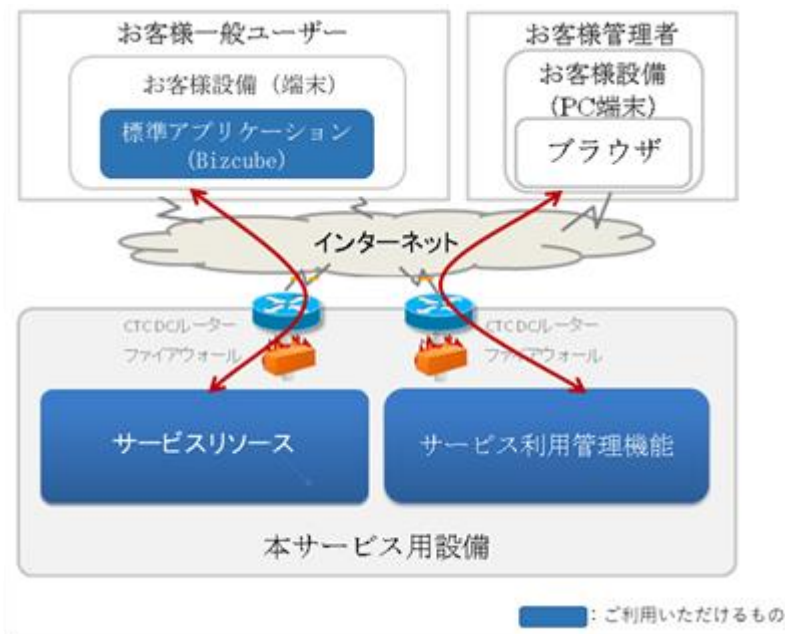 お客様一般ユーザー
お客様設備（端末）
標準アプリケーション
(Bizcube)
お客様管理者
お客様設備
(PC端末)
ブラウザ
インターネット
CTC DCルーター
ファイアウォール
CTC DCルーター
ファイアウォール
サービスリソース
サービス利用管理機能
本サービス用設備
：ご利用いただけるもの